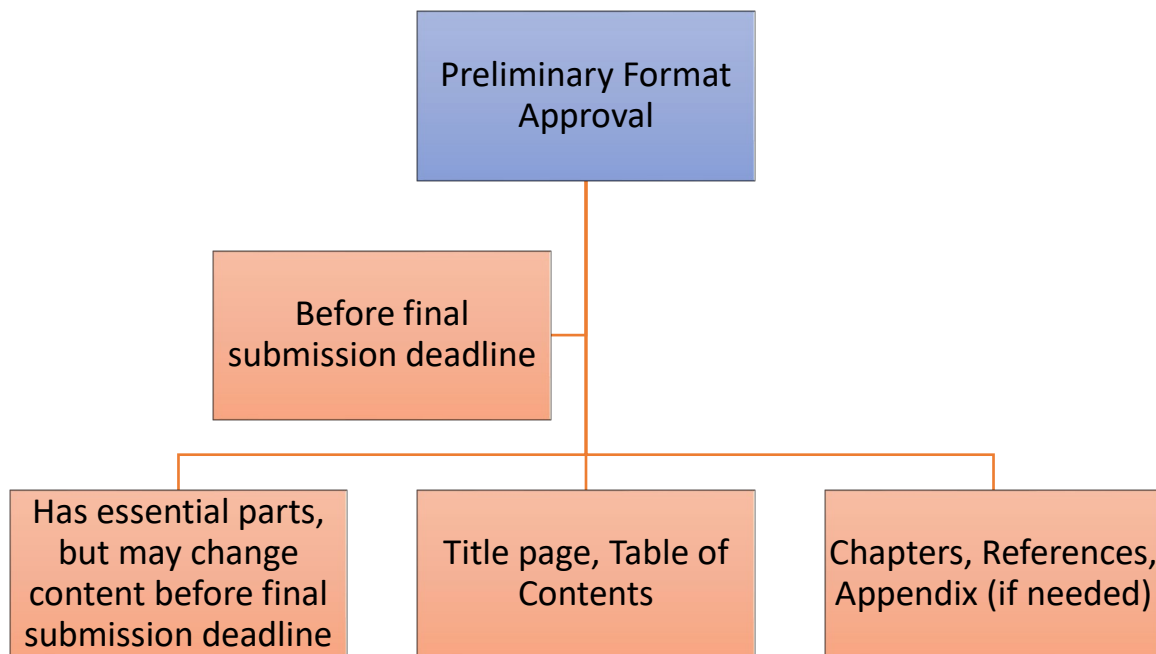 Preliminary Format
Approval
Before final
submission deadline
Has essential parts,
but may change
content before final
submission deadline
Title page, Table of
Contents
Chapters, References,
Appendix (if needed)